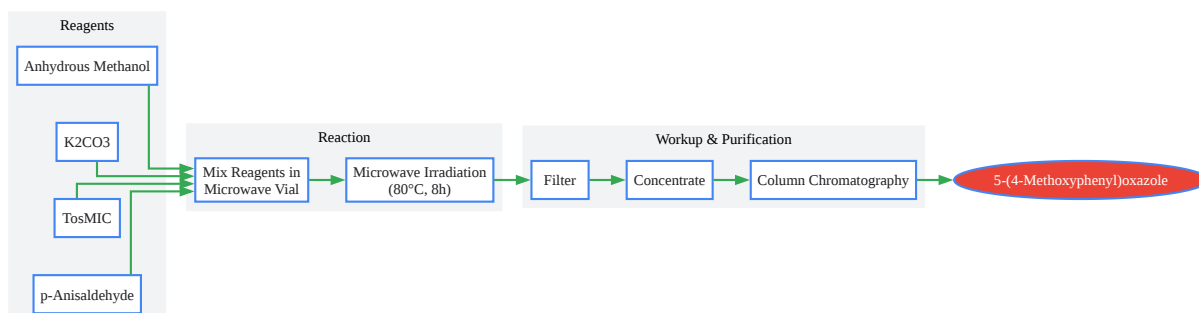 Reagents
Anhydrous Methanol
K2CO3
TosMIC
p-Anisaldehyde
Reaction
Mix Reagents in
Microwave Vial
Microwave Irradiation
(80°C, 8h)
Workup & Purification
Filter
Concentrate
Column Chromatography
5-(4-Methoxyphenyl)oxazole